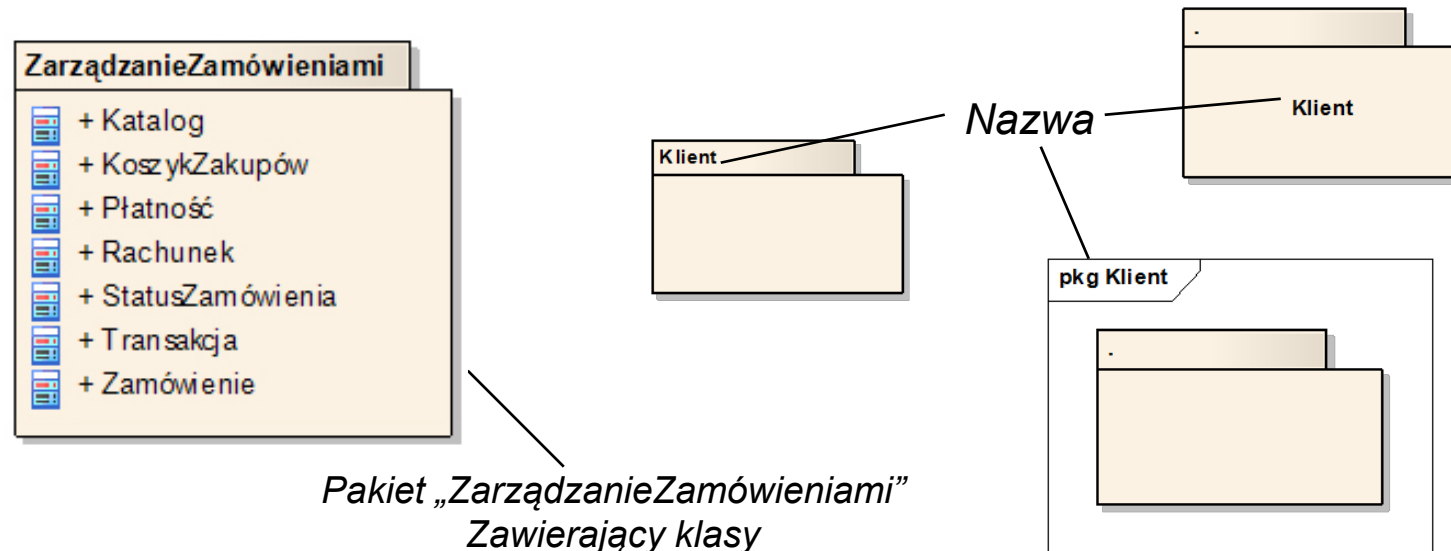 ZarządzanieZamówieniami
+ Katalog
+ KoszykZakupów
+ Płatność
+ Rachunek
+ StatusZamówienia
+ Transakcja
+ Zamówienie
Pakiet „ZarządzanieZamówieniami”
Zawierający klasy
Klient
Nazwa
.
Klient
pkg Klient
.